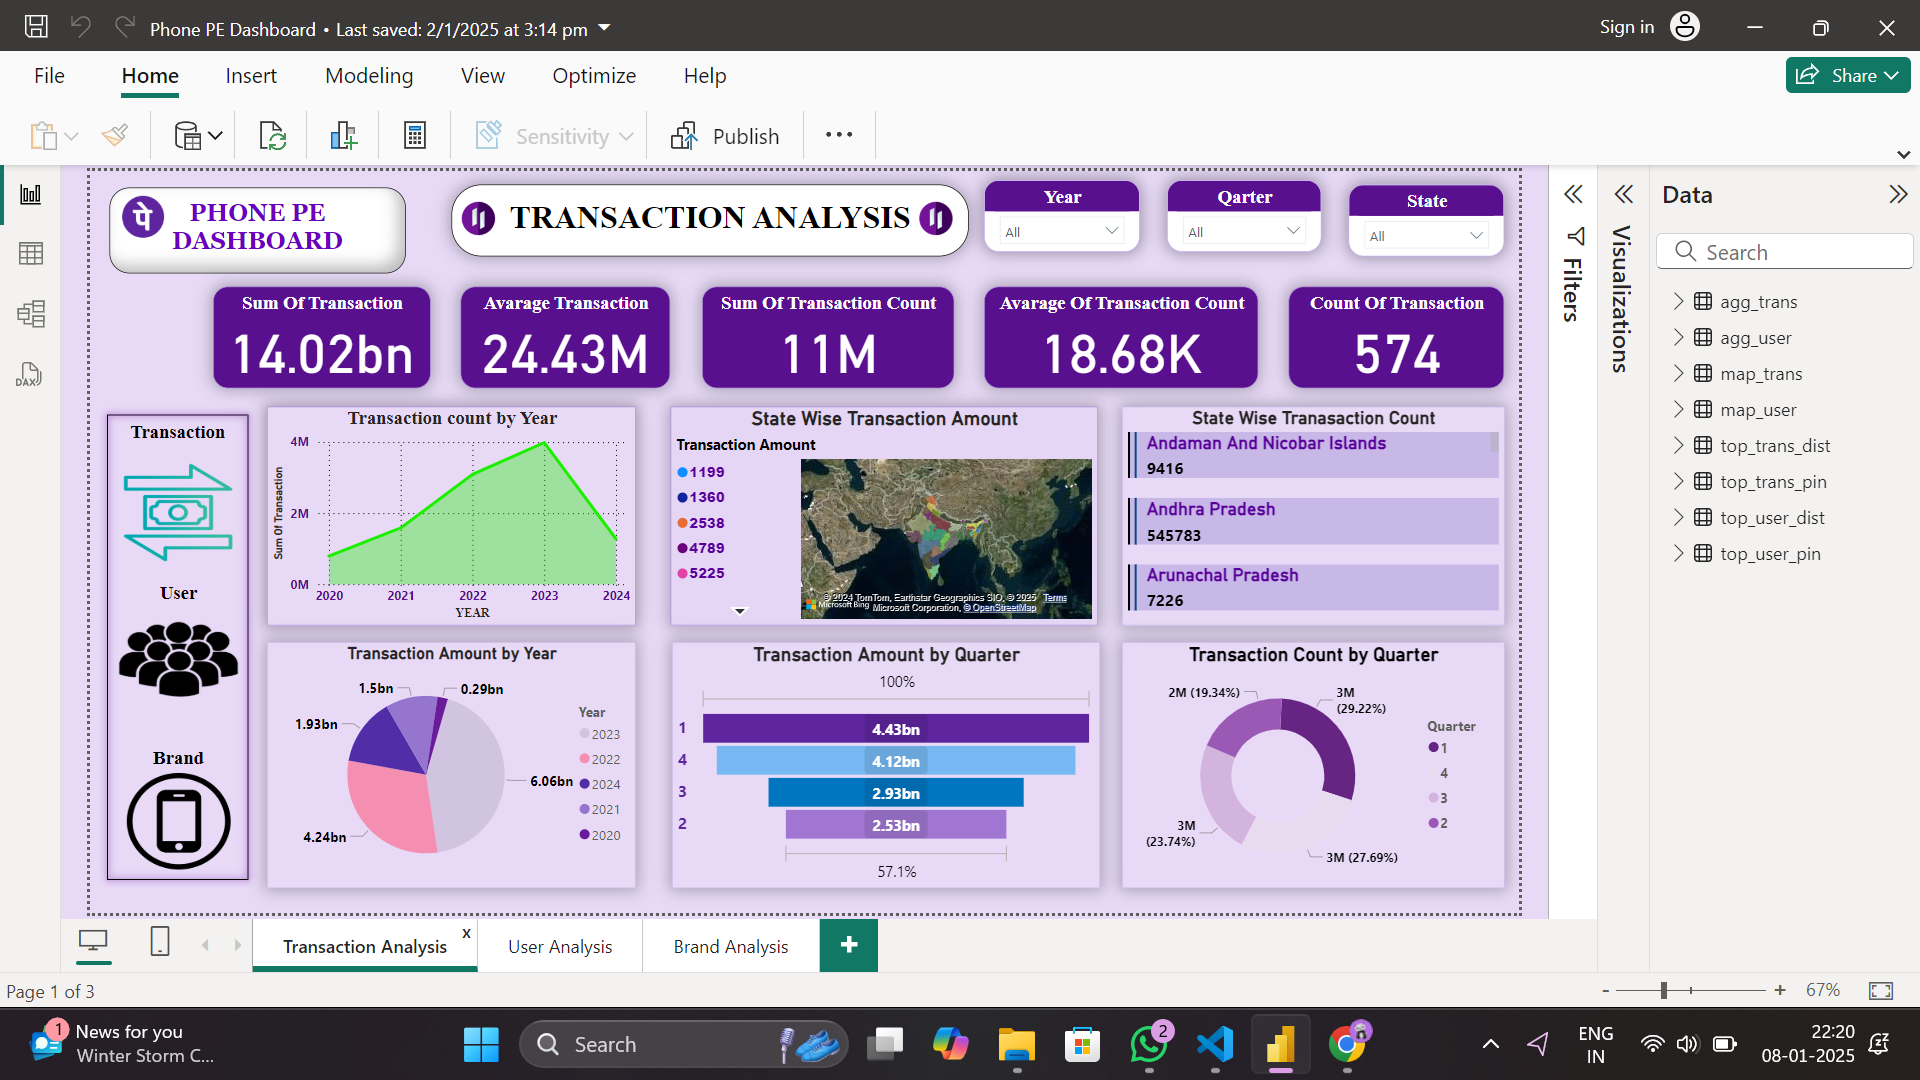 Phone PE Dashboard • Last saved: 2/1/2025 at 3:14 pm
Sign in
File Home Insert Modeling View Optimize Help
Share
Sensitivity
Publish
पे
PHONE PE
DASHBOARD
TRANSACTION ANALYSIS
Year
All
Qarter
All
State
All
Sum Of Transaction
14.02bn
Avarage Transaction
24.43M
Sum Of Transaction Count
11M
Avarage Of Transaction Count
18.68K
Count Of Transaction
574
Transaction
User
Brand
Transaction count by Year
Sum Of Transaction
4M
2M
0M
2020 2021 2022 2023 2024
YEAR
State Wise Transaction Amount
Transaction Amount
1199
1360
2538
4789
5225
© 2024 TomTom, Earthstar Geographics SIO, © 2025 Terms
Microsoft Bing Microsoft Corporation, © OpenStreetMap
State Wise Tranasaction Count
Andaman And Nicobar Islands
9416
Andhra Pradesh
545783
Arunachal Pradesh
7226
Transaction Amount by Year
1.5bn
0.29bn
1.93bn
6.06bn
4.24bn
Year
2023
2022
2024
2021
2020
Transaction Amount by Quarter
100%
1 4.43bn
4 4.12bn
3 2.93bn
2 2.53bn
57.1%
Transaction Count by Quarter
2M (19.34%)
3M
(29.22%)
3M
(23.74%)
3M (27.69%)
Quarter
1
4
3
2
Filters
Visualizations
Data
Search
agg_trans
agg_user
map_trans
map_user
top_trans_dist
top_trans_pin
top_user_dist
top_user_pin
DAX
Transaction Analysis x
User Analysis
Brand Analysis
+
Page 1 of 3
- + 67%
1
News for you
Winter Storm C...
Search
2
ENG
IN
22:20
08-01-2025